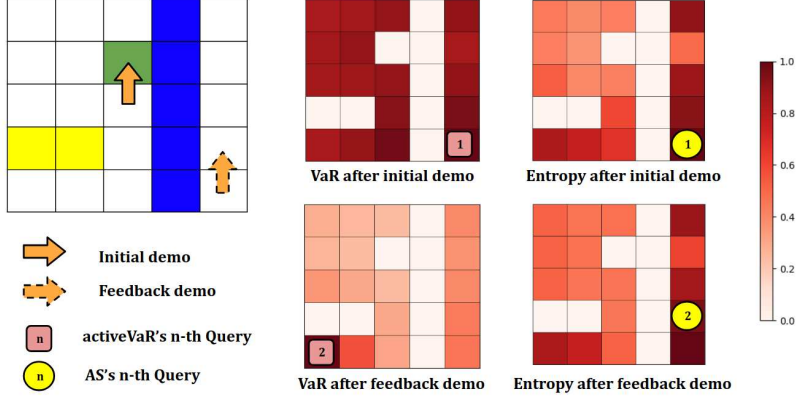 1
1
1.0
0.8
0.6
0.4
0.2
0.0
VaR after initial demo
Entropy after initial demo
Initial demo
Feedback demo
n
activeVaR's n-th Query
n
AS's n-th Query
2
2
VaR after feedback demo
Entropy after feedback demo